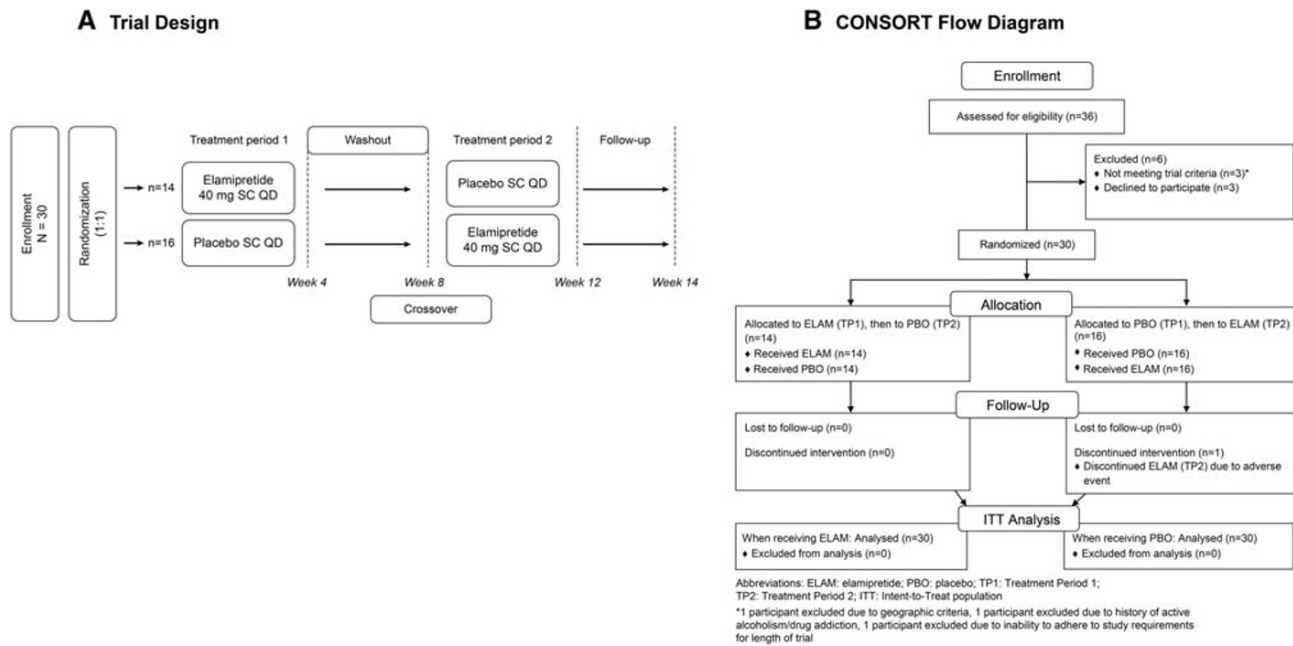 A Trial Design
Enrollment
N = 30
Randomization
(1:1)
Treatment period 1
Washout
Treatment period 2
Follow-up
n=14
Elamipretide
40 mg SC QD
Placebo SC QD
n=16
Placebo SC QD
Elamipretide
40 mg SC QD
Week 4
Week 8
Week 12
Week 14
Crossover
B CONSORT Flow Diagram
Enrollment
Assessed for eligibility (n=36)
Excluded (n=6)
♦ Not meeting trial criteria (n=3)*
♦ Declined to participate (n=3)
Randomized (n=30)
Allocation
Allocated to ELAM (TP1), then to PBO (TP2)
(n=14)
♦ Received ELAM (n=14)
♦ Received PBO (n=14)
Allocated to PBO (TP1), then to ELAM (TP2)
(n=16)
♦ Received PBO (n=16)
♦ Received ELAM (n=16)
Follow-Up
Lost to follow-up (n=0)
Discontinued intervention (n=0)
Lost to follow-up (n=0)
Discontinued intervention (n=1)
♦ Discontinued ELAM (TP2) due to adverse
event
ITT Analysis
When receiving ELAM: Analysed (n=30)
♦ Excluded from analysis (n=0)
When receiving PBO: Analysed (n=30)
♦ Excluded from analysis (n=0)
Abbreviations: ELAM: elamipretide; PBO: placebo; TP1: Treatment Period 1;
TP2: Treatment Period 2; ITT: Intent-to-Treat population
*1 participant excluded due to geographic criteria, 1 participant excluded due to history of active
alcoholism/drug addiction, 1 participant excluded due to inability to adhere to study requirements
for length of trial